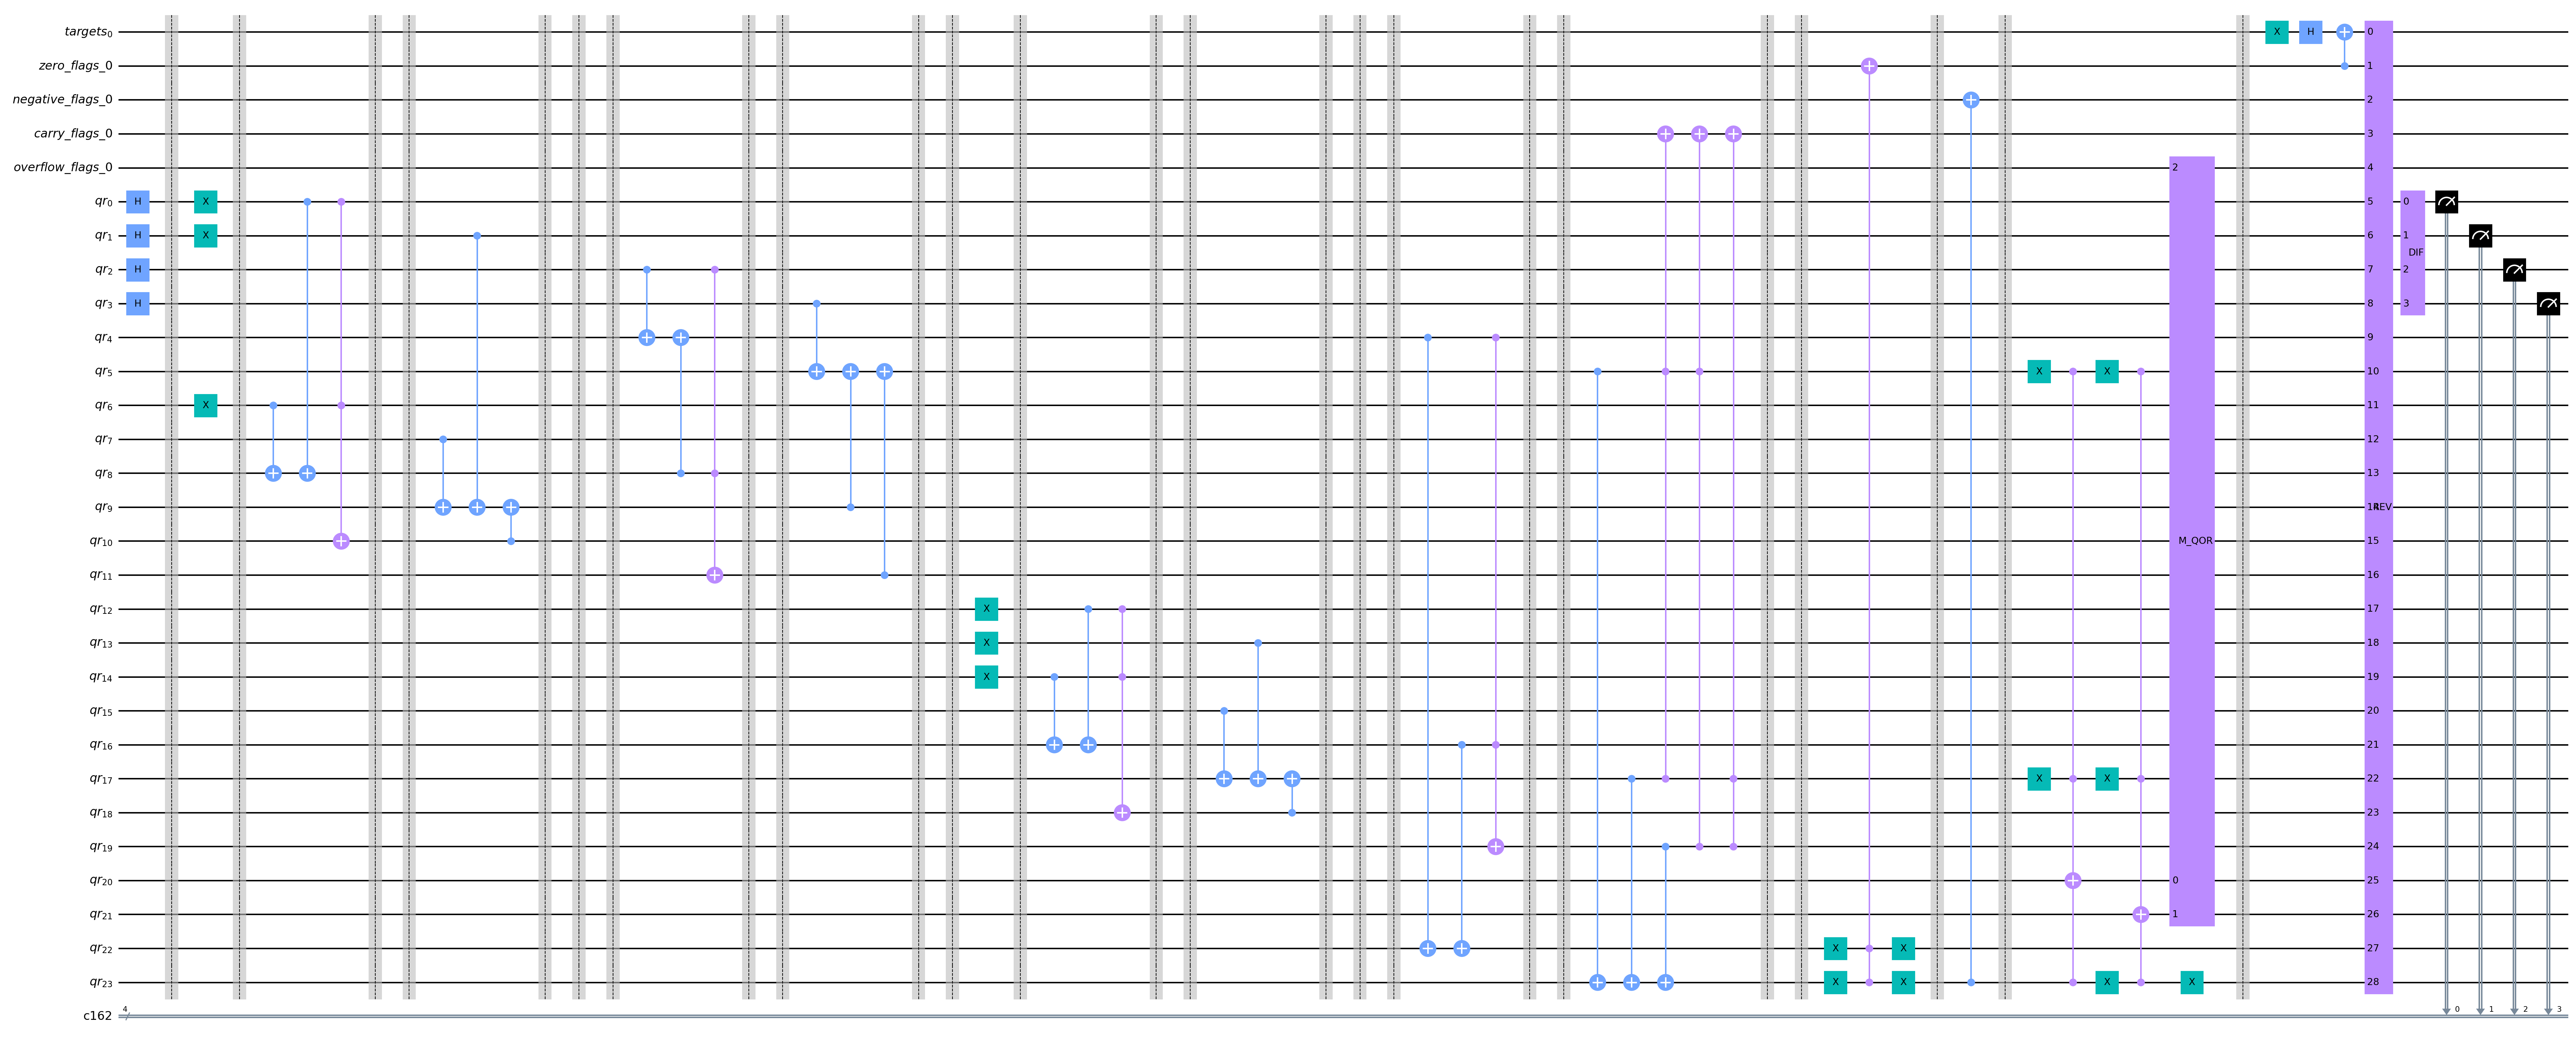 targets0 X H 0
zero_flags_0 1
negative_flags_0 2
carry_flags_0 3
overflow_flags_0 2 4
qr0 H X 5 0
qr1 H X 6 1
DIF
qr2 H 7 2
qr3 H 8 3
qr4 9
qr5 X X 10
qr6 X 11
qr7 12
qr8 13
qr9 REV
qr10 M_QOR 15
qr11 16
qr12 X 17
qr13 X 18
qr14 X 19
qr15 20
qr16 21
qr17 X X 22
qr18 23
qr19 24
qr20 0 25
qr21 1 26
qr22 X X 27
qr23 X X X X 28
c162 4 0 1 2 3